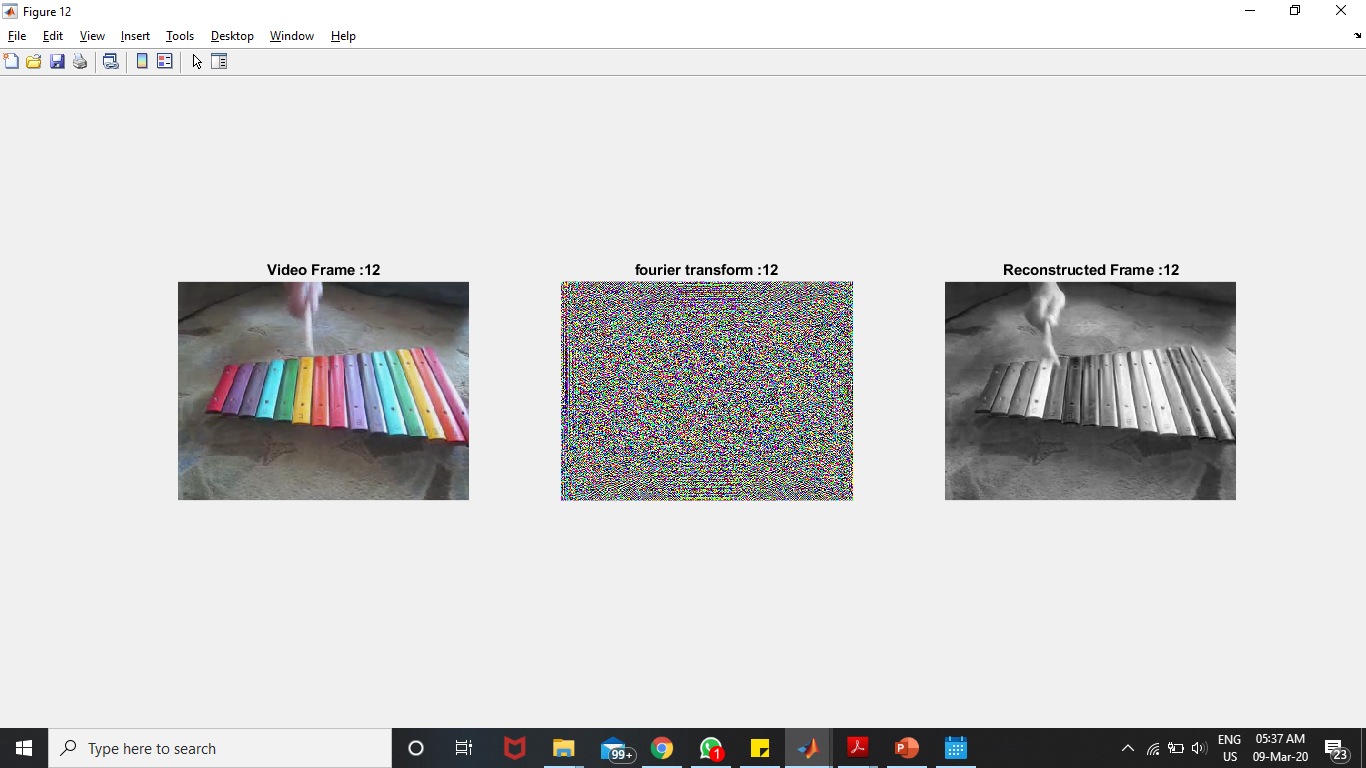 Figure 12
File Edit View Insert Tools Desktop Window Help
Video Frame :12
fourier transform :12
Reconstructed Frame :12
Type here to search
99+
1
ENG
US
05:37 AM
09-Mar-20
23